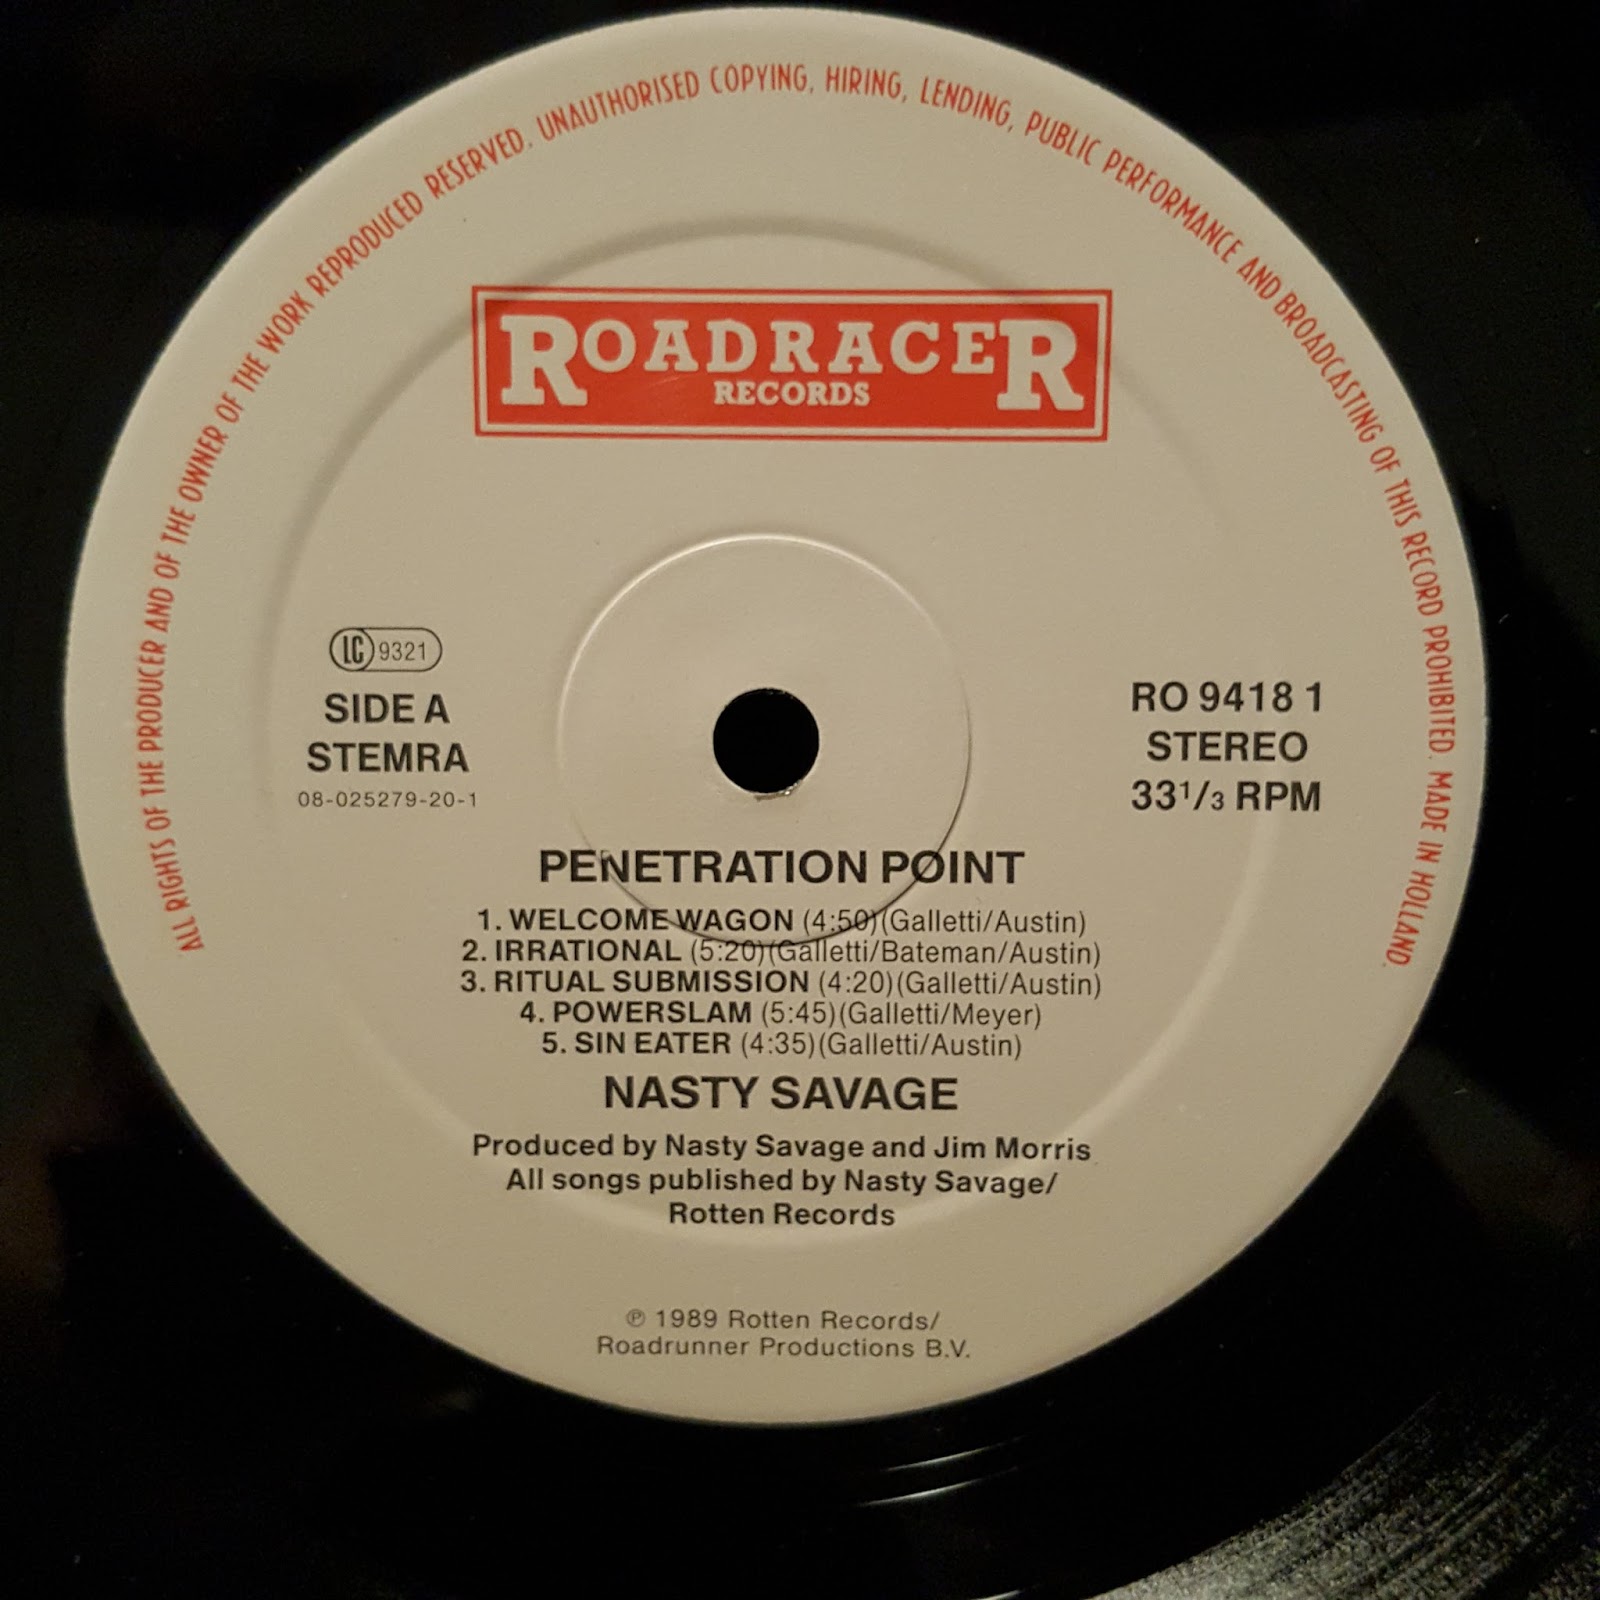 ALL RIGHTS OF THE PRODUCER AND OF THE OWNER OF THE WORK REPRODUCED RESERVED. UNAUTHORISED COPYING, HIRING, LENDING, PUBLIC PERFORMANCE AND BROADCASTING OF THIS RECORD PROHIBITED. MADE IN HOLLAND.
ROADRACER
RECORDS
LC 9321
SIDE A
STEMRA
08-025279-20-1
RO 9418 1
STEREO
33 1/3 RPM
PENETRATION POINT
1. WELCOME WAGON (4:50)(Galletti/Austin)
2. IRRATIONAL (5:20)(Galletti/Bateman/Austin)
3. RITUAL SUBMISSION (4:20)(Galletti/Austin)
4. POWERSLAM (5:45)(Galletti/Meyer)
5. SIN EATER (4:35)(Galletti/Austin)
NASTY SAVAGE
Produced by Nasty Savage and Jim Morris
All songs published by Nasty Savage/
Rotten Records
℗ 1989 Rotten Records/
Roadrunner Productions B.V.